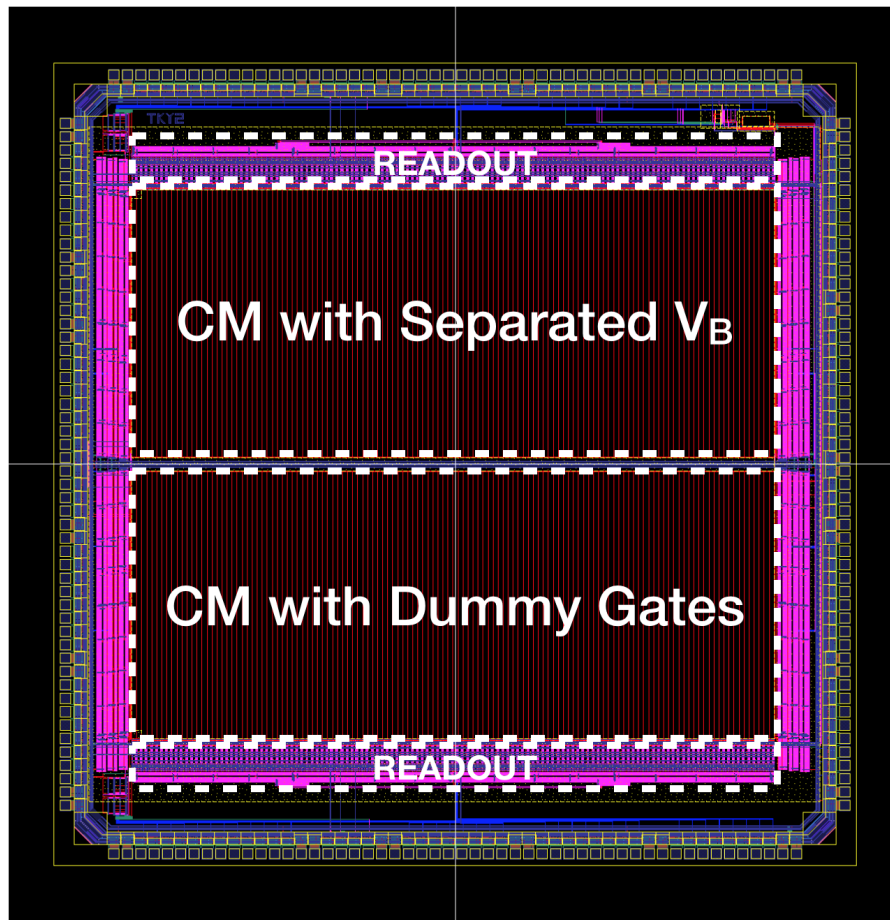 TKY2
READOUT
CM with Separated VB
CM with Dummy Gates
READOUT